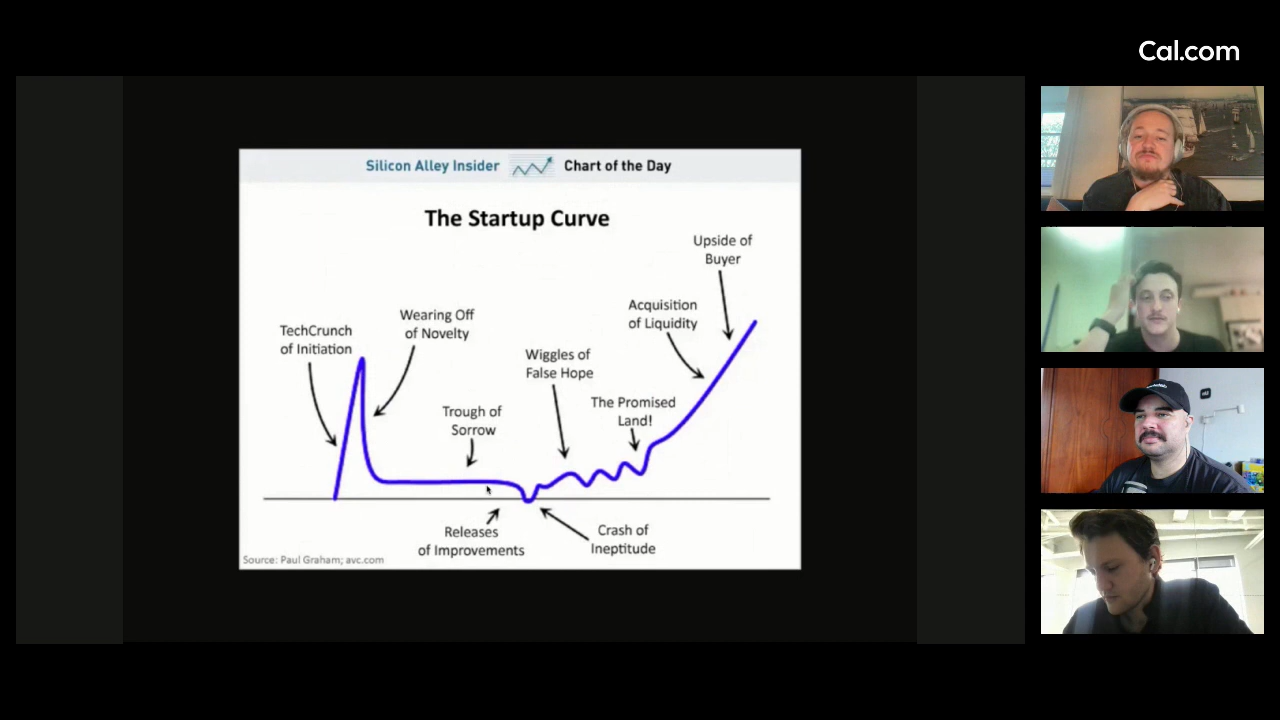 Cal.com
Silicon Alley Insider Chart of the Day
The Startup Curve
Upside of
Buyer
Acquisition
of Liquidity
TechCrunch
of Initiation
Wearing Off
of Novelty
Wiggles of
False Hope
The Promised
Land!
Trough of
Sorrow
Releases
of Improvements
Crash of
Ineptitude
Source: Paul Graham; avc.com